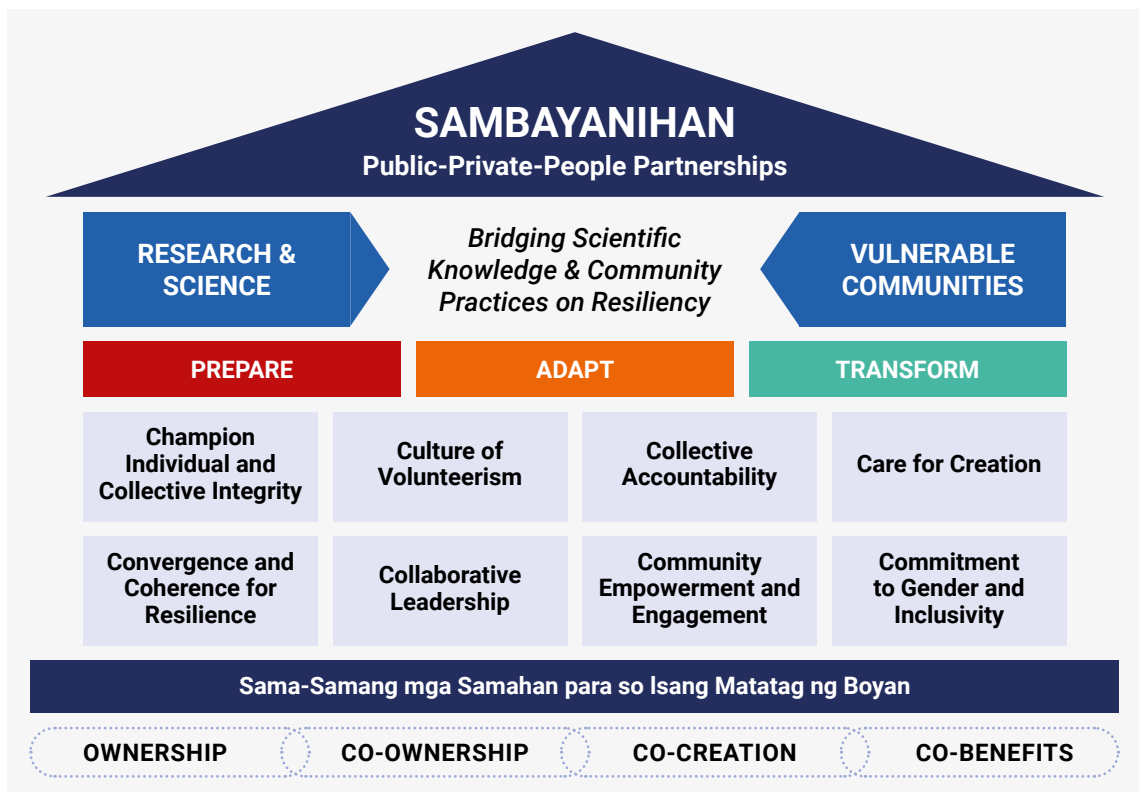 SAMBAYANIHAN
Public-Private-People Partnerships
RESEARCH &
SCIENCE
Bridging Scientific
Knowledge & Community
Practices on Resiliency
VULNERABLE
COMMUNITIES
PREPARE
ADAPT
TRANSFORM
Champion
Individual and
Collective Integrity
Culture of
Volunteerism
Collective
Accountability
Care for Creation
Convergence and
Coherence for
Resilience
Collaborative
Leadership
Community
Empowerment and
Engagement
Commitment
to Gender and
Inclusivity
Sama-Samang mga Samahan para so Isang Matatag ng Boyan
OWNERSHIP
CO-OWNERSHIP
CO-CREATION
CO-BENEFITS